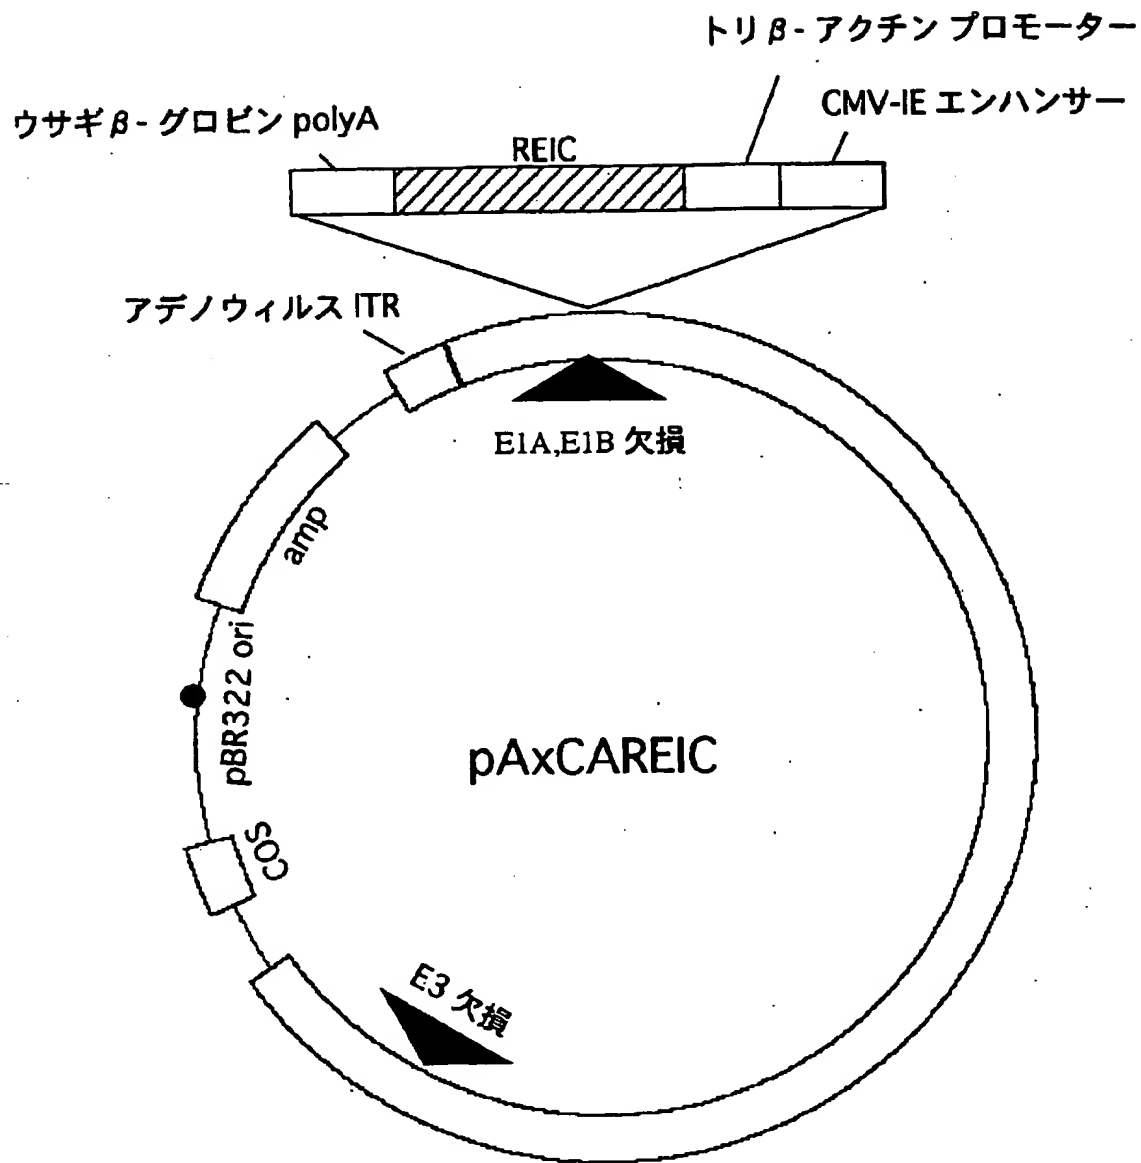 トリβ-アクチン プロモーター
CMV-IE エンハンサー
ウサギβ-グロビン polyA
REIC
アデノウィルス ITR
E1A,E1B 欠損
amp
pBR322 ori
pAxCAREIC
COS
E3 欠損